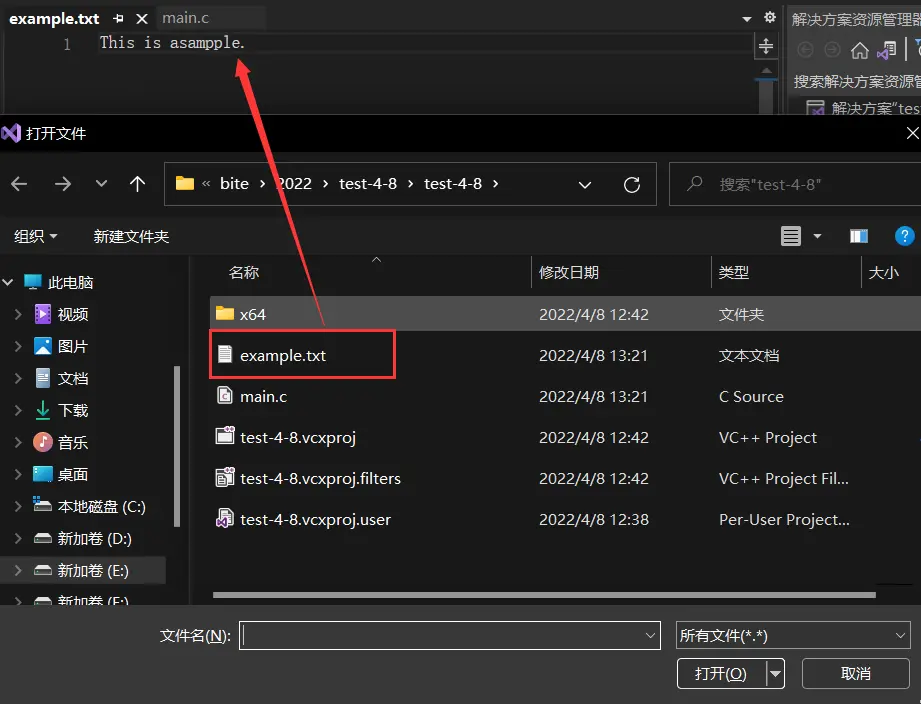 example.txt main.c
1 This is asampple.
解决方案资源管理器
搜索解决方案资源管
解决方案"tes
打开文件
« bite › 2022 › test-4-8 › test-4-8 ›
搜索"test-4-8"
组织 新建文件夹
?
名称 修改日期 类型 大小
此电脑
视频
图片
文档
下载
音乐
桌面
本地磁盘 (C:)
新加卷 (D:)
新加卷 (E:)
新加卷 (F:)
x64 2022/4/8 12:42 文件夹
example.txt 2022/4/8 13:21 文本文档
main.c 2022/4/8 13:21 C Source
test-4-8.vcxproj 2022/4/8 12:42 VC++ Project
test-4-8.vcxproj.filters 2022/4/8 12:42 VC++ Project Fil...
test-4-8.vcxproj.user 2022/4/8 12:38 Per-User Project...
文件名(N):
所有文件(*.*)
打开(O) 取消